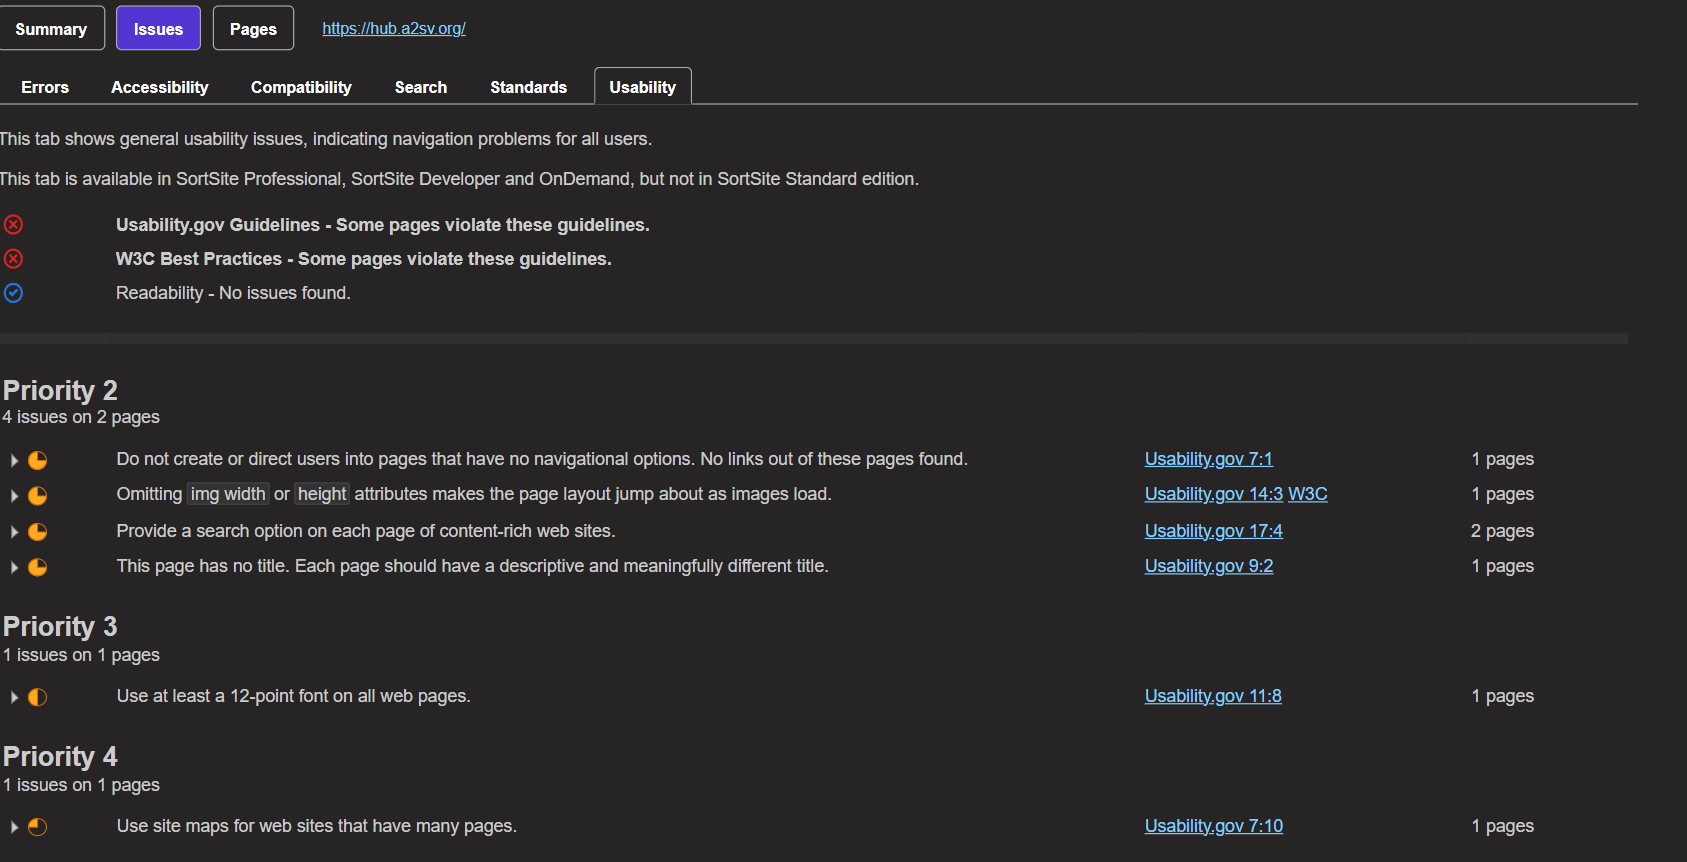 Summary Issues Pages https://hub.a2sv.org/
Errors Accessibility Compatibility Search Standards Usability
This tab shows general usability issues, indicating navigation problems for all users.
This tab is available in SortSite Professional, SortSite Developer and OnDemand, but not in SortSite Standard edition.
Usability.gov Guidelines - Some pages violate these guidelines.
W3C Best Practices - Some pages violate these guidelines.
Readability - No issues found.
Priority 2
4 issues on 2 pages
Do not create or direct users into pages that have no navigational options. No links out of these pages found. Usability.gov 7:1 1 pages
Omitting img width or height attributes makes the page layout jump about as images load. Usability.gov 14:3 W3C 1 pages
Provide a search option on each page of content-rich web sites. Usability.gov 17:4 2 pages
This page has no title. Each page should have a descriptive and meaningfully different title. Usability.gov 9:2 1 pages
Priority 3
1 issues on 1 pages
Use at least a 12-point font on all web pages. Usability.gov 11:8 1 pages
Priority 4
1 issues on 1 pages
Use site maps for web sites that have many pages. Usability.gov 7:10 1 pages